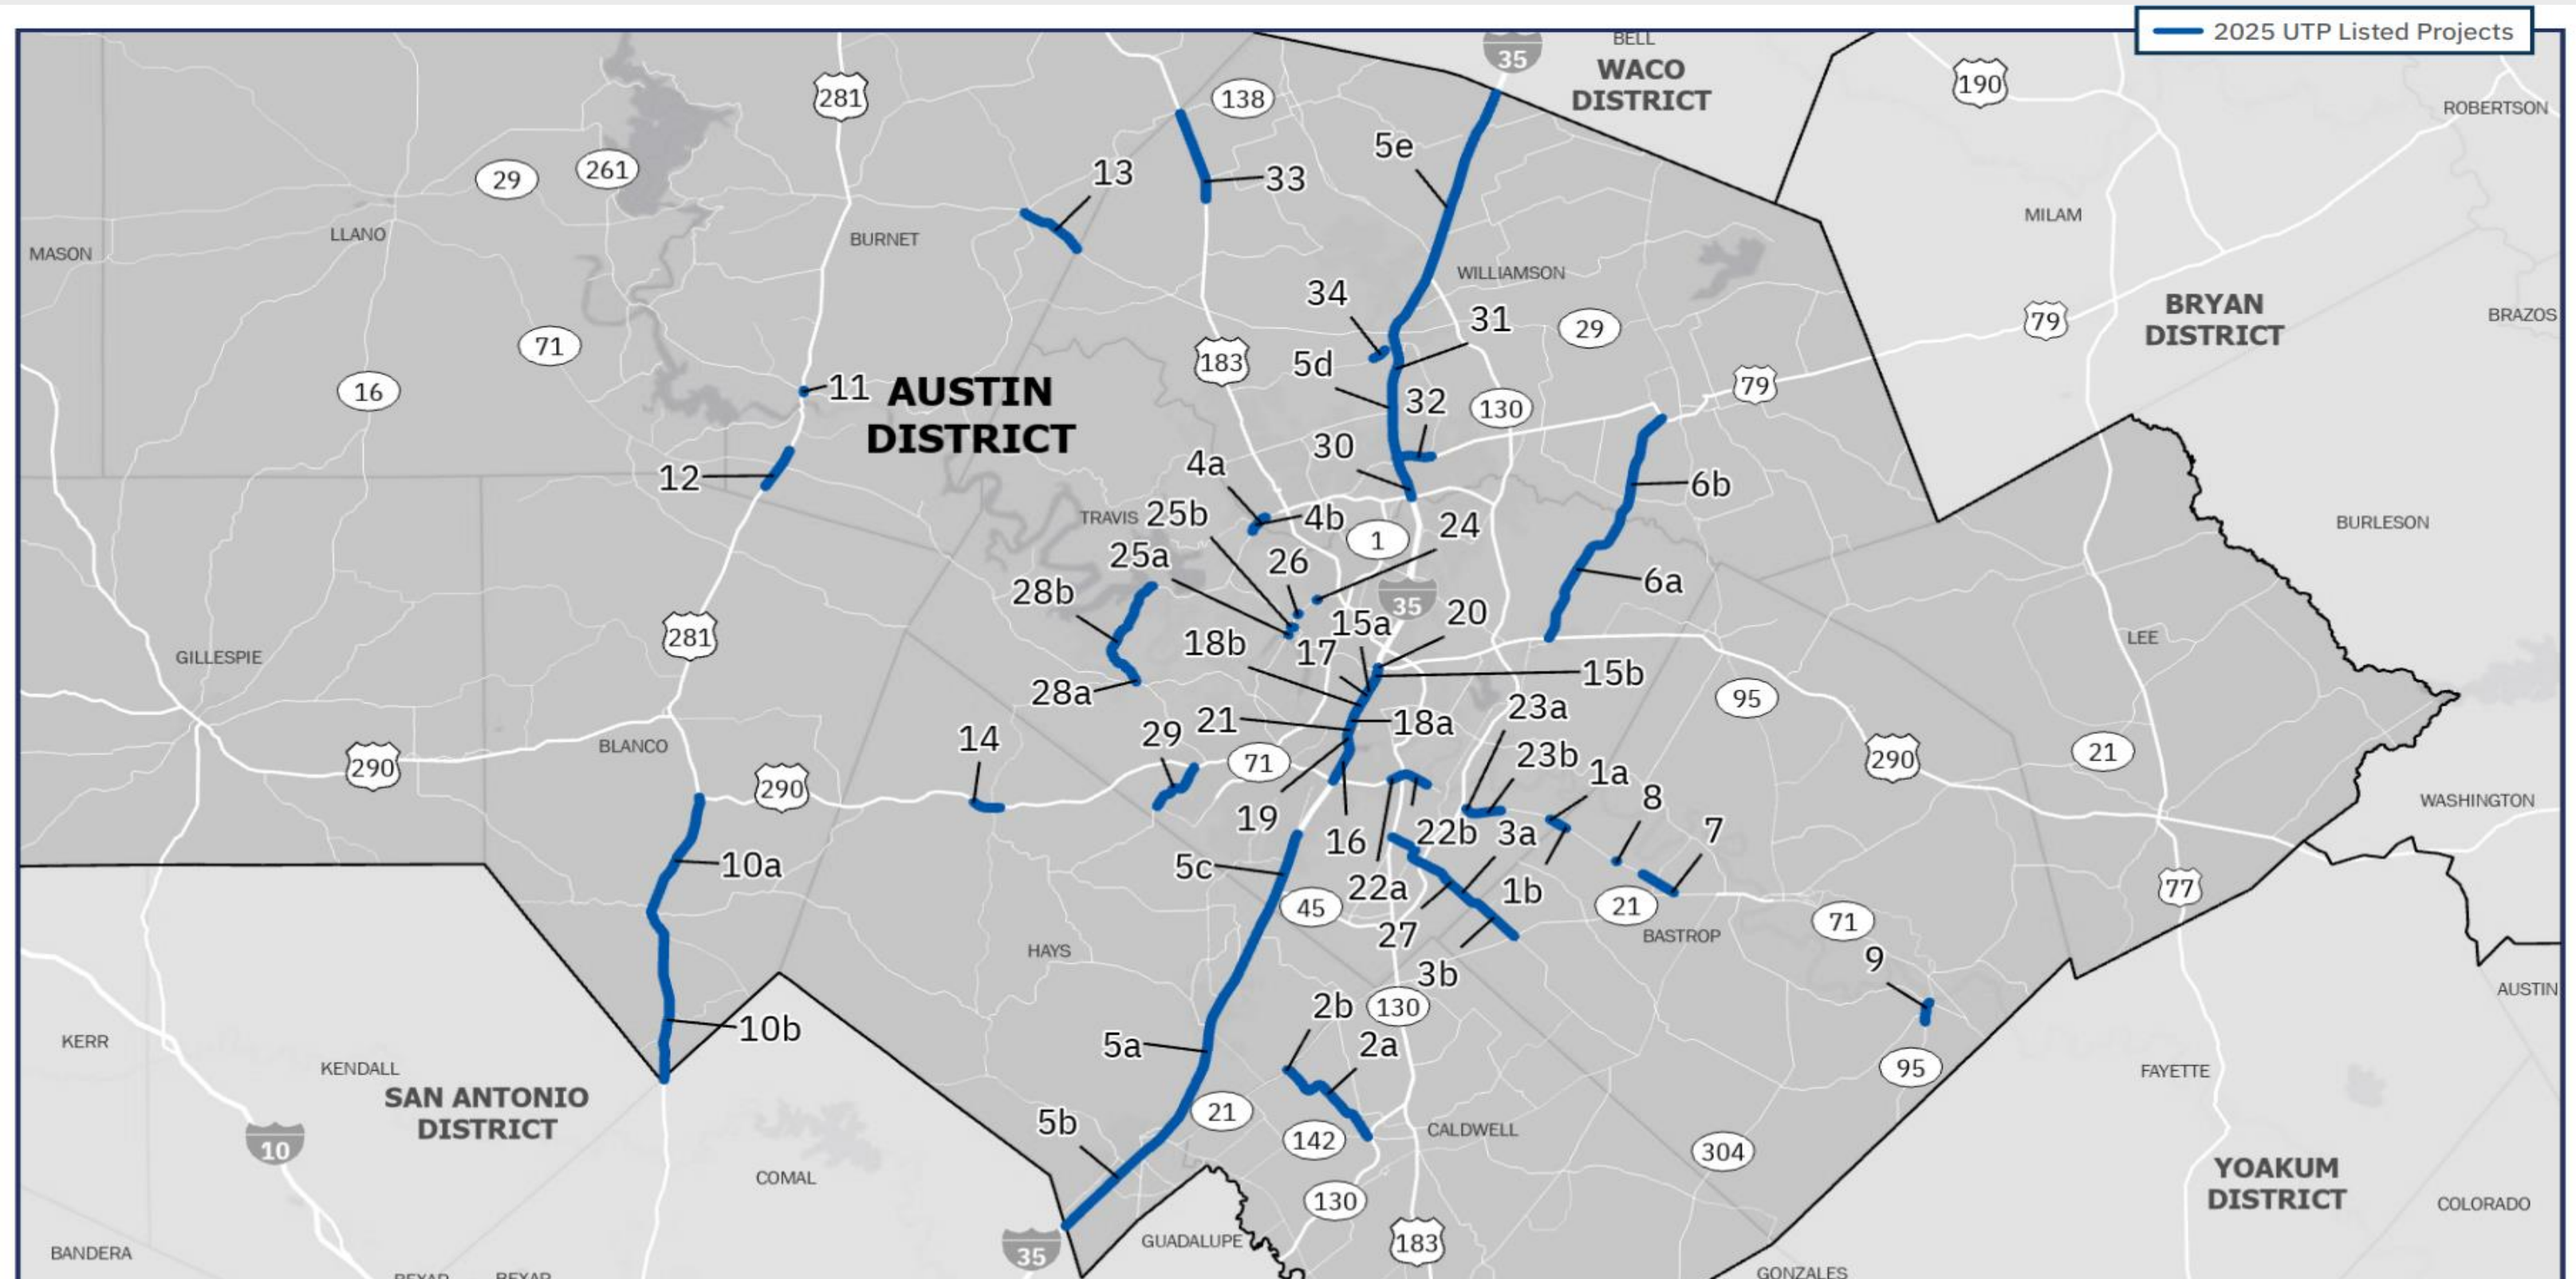 2025 UTP Listed Projects
35
BELL
WACO
DISTRICT
190
ROBERTSON
281
138
5e
29
261
13
33
MILAM
LLANO
BURNET
MASON
WILLIAMSON
34
31
29
BRYAN
DISTRICT
79
BRAZOS
71
183
5d
79
16
11
AUSTIN
DISTRICT
32
130
30
12
4a
6b
TRAVIS
25b
4b
1
24
BURLESON
25a
26
28b
35
6a
20
15a
281
18b
17
LEE
GILLESPIE
15b
28a
95
23a
21
18a
29
14
BLANCO
23b
290
290
71
1a
290
21
8
WASHINGTON
19
16
22b
3a
7
5c
10a
22a
1b
77
45
21
71
27
BASTROP
HAYS
9
3b
AUSTIN
2b
130
10b
KERR
5a
2a
KENDALL
95
FAYETTE
SAN ANTONIO
DISTRICT
21
5b
142
CALDWELL
10
304
YOAKUM
DISTRICT
COMAL
130
COLORADO
GUADALUPE
183
35
BANDERA
BEXAR
BEXAR
GONZALES